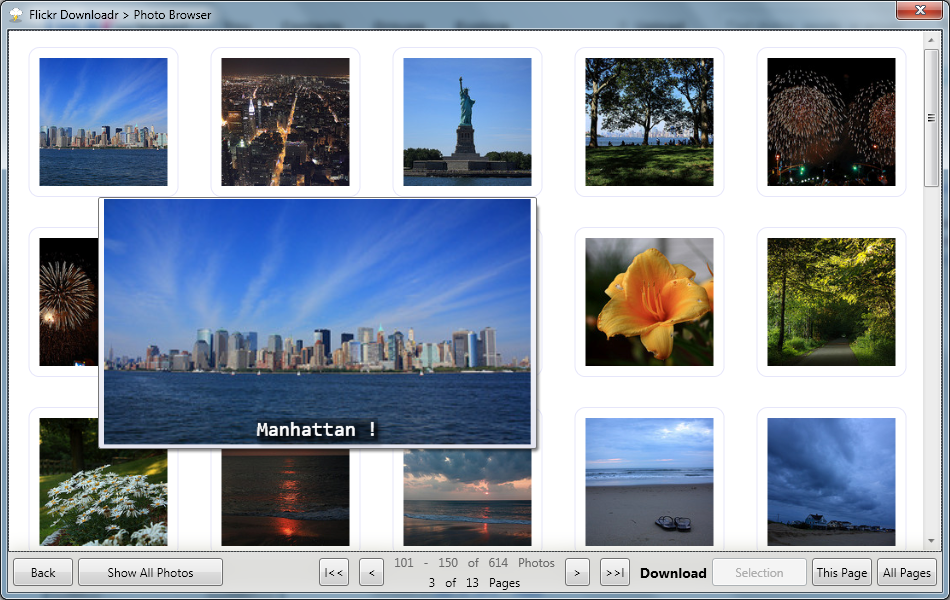 Flickr Downloadr > Photo Browser
Manhattan !
Back
Show All Photos
|<<
<
101 - 150 of 614 Photos
3 of 13 Pages
>
>>|
Download
Selection
This Page
All Pages